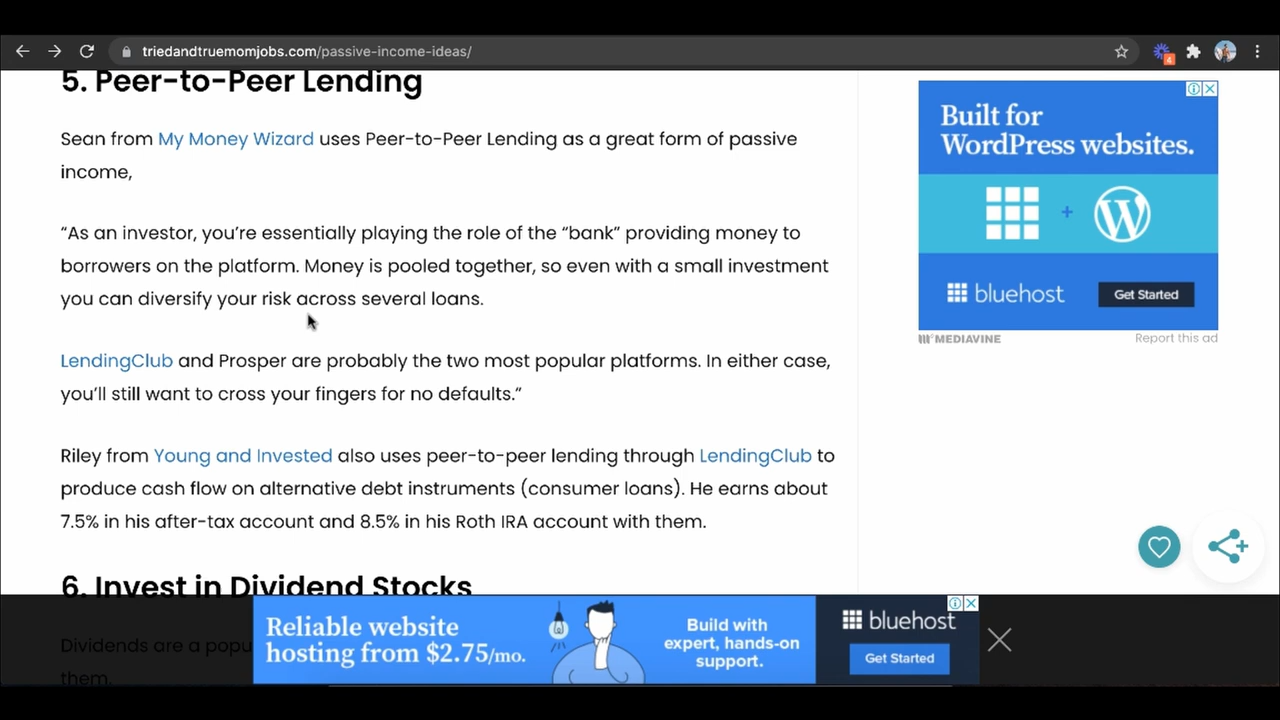 triedandtruemomjobs.com/passive-income-ideas/
4
5. Peer-to-Peer Lending
Sean from My Money Wizard uses Peer-to-Peer Lending as a great form of passive
income,
“As an investor, you’re essentially playing the role of the “bank” providing money to
borrowers on the platform. Money is pooled together, so even with a small investment
you can diversify your risk across several loans.
LendingClub and Prosper are probably the two most popular platforms. In either case,
you’ll still want to cross your fingers for no defaults.”
Riley from Young and Invested also uses peer-to-peer lending through LendingClub to
produce cash flow on alternative debt instruments (consumer loans). He earns about
7.5% in his after-tax account and 8.5% in his Roth IRA account with them.
6. Invest in Dividend Stocks
Dividends are a popu
them.
Built for
WordPress websites.
+
bluehost
Get Started
MEDIAVINE
Report this ad
Reliable website
hosting from $2.75/mo.
Build with
expert, hands-on
support.
bluehost
Get Started